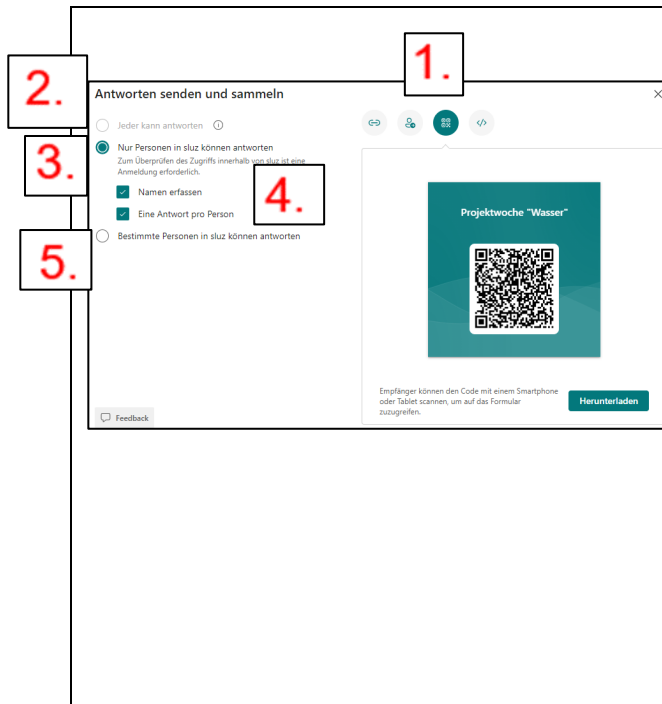 1.
2.
Antworten senden und sammeln
Jeder kann antworten
3.
Nur Personen in sluz können antworten
Zum Überprüfen des Zugriffs innerhalb von sluz ist eine
Anmeldung erforderlich.
4.
Namen erfassen
Eine Antwort pro Person
5.
Bestimmte Personen in sluz können antworten
Feedback
Projektwoche "Wasser"
Empfänger können den Code mit einem Smartphone
oder Tablet scannen, um auf das Formular
zuzugreifen.
Herunterladen